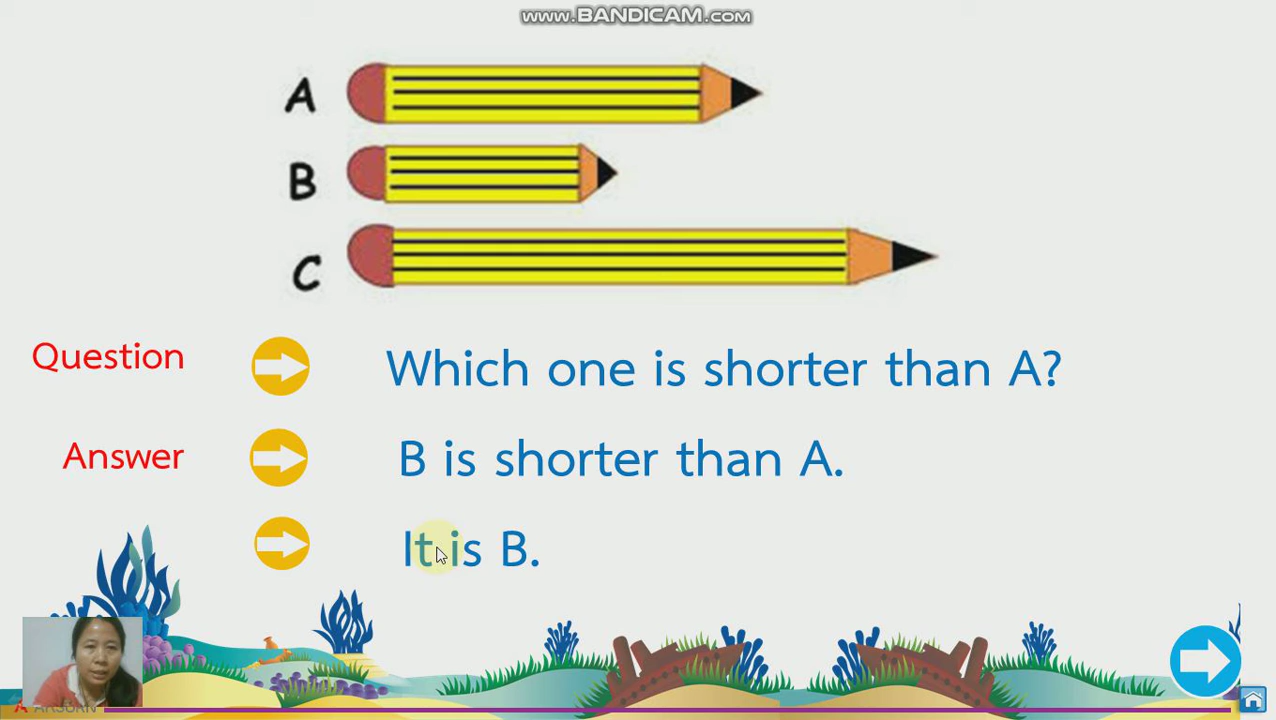 www.BANDICAM.com
A
B
C
Question
Which one is shorter than A?
Answer
B is shorter than A.
It is B.